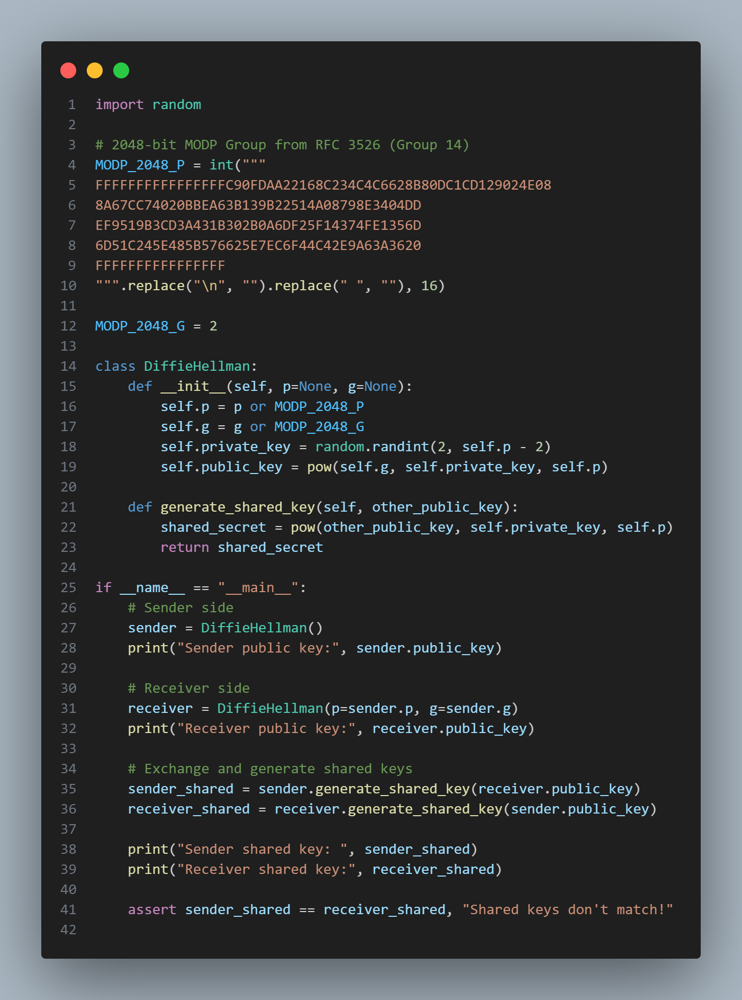 1 import random
2
3 # 2048-bit MODP Group from RFC 3526 (Group 14)
4 MODP_2048_P = int("""
5 FFFFFFFFFFFFFFFFC90FDAA22168C234C4C6628B80DC1CD129024E08
6 8A67CC74020BBEA63B139B22514A08798E3404DD
7 EF9519B3CD3A431B302B0A6DF25F14374FE1356D
8 6D51C245E485B576625E7EC6F44C42E9A63A3620
9 FFFFFFFFFFFFFFFF
10 """.replace("\n", "").replace(" ", ""), 16)
11
12 MODP_2048_G = 2
13
14 class DiffieHellman:
15     def __init__(self, p=None, g=None):
16         self.p = p or MODP_2048_P
17         self.g = g or MODP_2048_G
18         self.private_key = random.randint(2, self.p - 2)
19         self.public_key = pow(self.g, self.private_key, self.p)
20
21     def generate_shared_key(self, other_public_key):
22         shared_secret = pow(other_public_key, self.private_key, self.p)
23         return shared_secret
24
25 if __name__ == "__main__":
26     # Sender side
27     sender = DiffieHellman()
28     print("Sender public key:", sender.public_key)
29
30     # Receiver side
31     receiver = DiffieHellman(p=sender.p, g=sender.g)
32     print("Receiver public key:", receiver.public_key)
33
34     # Exchange and generate shared keys
35     sender_shared = sender.generate_shared_key(receiver.public_key)
36     receiver_shared = receiver.generate_shared_key(sender.public_key)
37
38     print("Sender shared key: ", sender_shared)
39     print("Receiver shared key:", receiver_shared)
40
41     assert sender_shared == receiver_shared, "Shared keys don't match!"
42